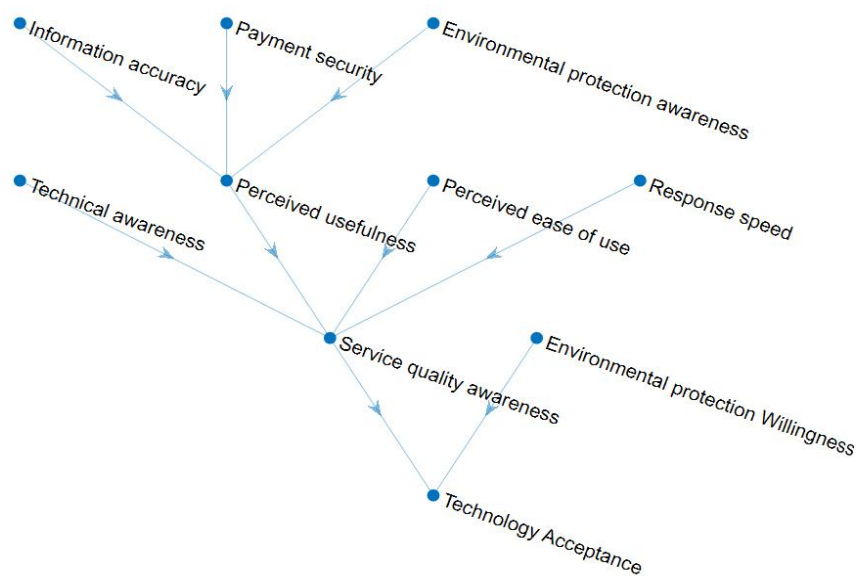 Information accuracy
Payment security
Environmental protection awareness
Technical awareness
Perceived usefulness
Perceived ease of use
Response speed
Service quality awareness
Environmental protection Willingness
Technology Acceptance